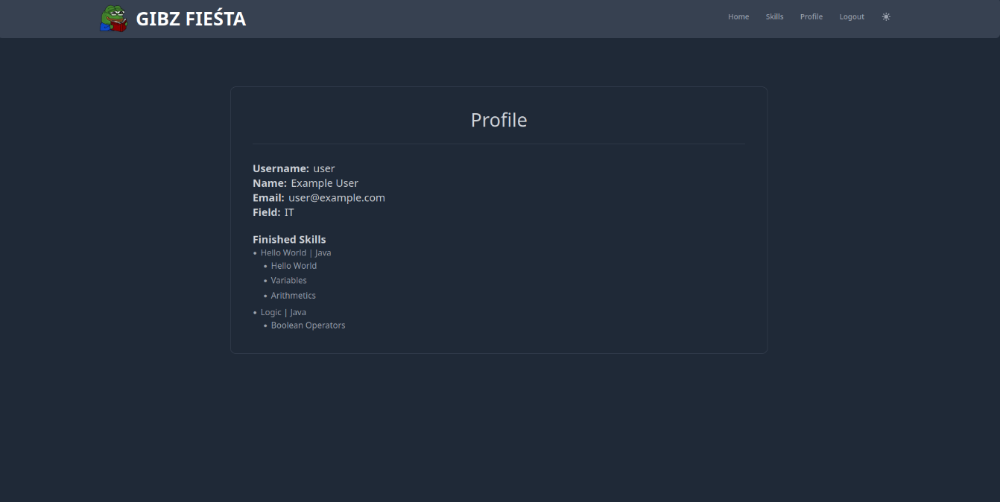 GIBZ FIEŚTA
Home Skills Profile Logout
Profile
Username: user
Name: Example User
Email: user@example.com
Field: IT
Finished Skills
Hello World | Java
Hello World
Variables
Arithmetics
Logic | Java
Boolean Operators